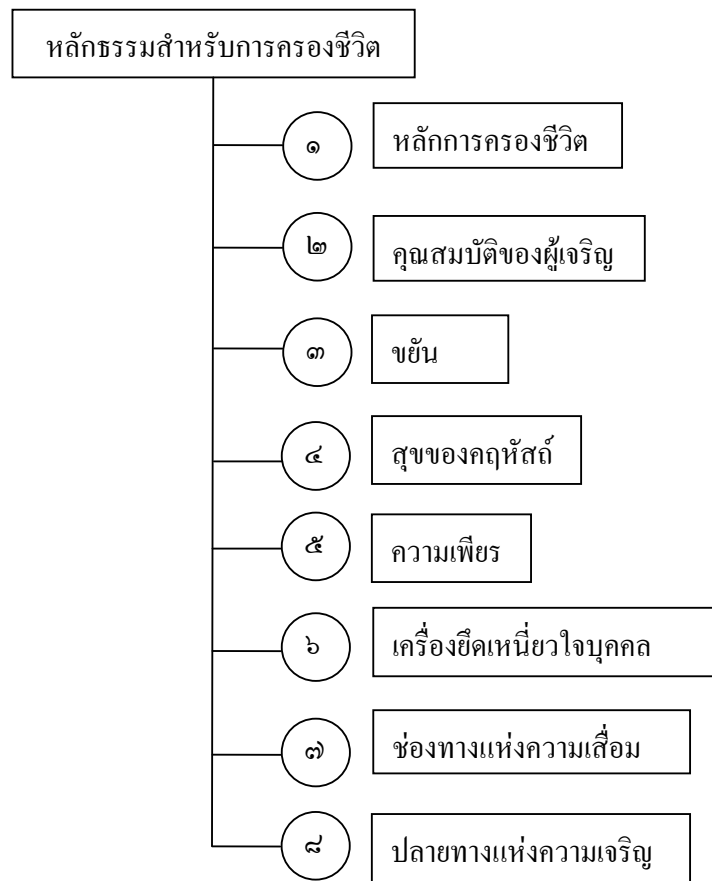 หลักธรรมสำหรับการครองชีวิต
๑ หลักการครองชีวิต
๒ คุณสมบัติของผู้เจริญ
๓ ขยัน
๔ สุขของคฤหัสถ์
๕ ความเพียร
๖ เครื่องยึดเหนี่ยวใจบุคคล
๗ ช่องทางแห่งความเสื่อม
๘ ปลายทางแห่งความเจริญ